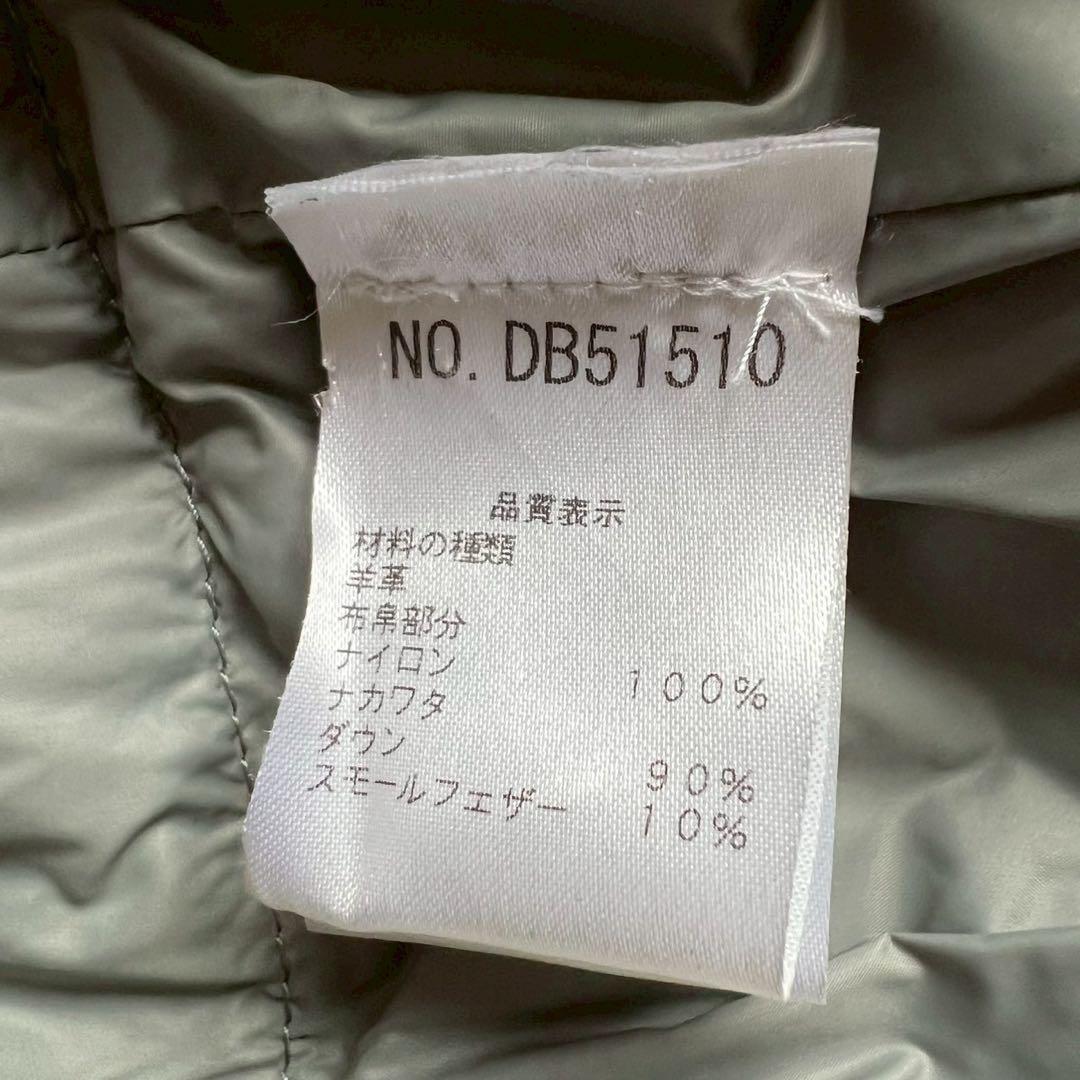 NO. DB51510
品質表示
材料の種類
羊革
布帛部分
ナイロン 100%
ナカワタ
ダウン 90%
スモールフェザー 10%